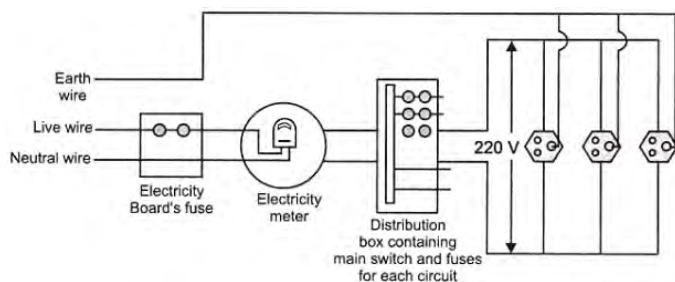 Earth
wire
Live wire
Neutral wire
220 V
Electricity
Board's fuse
Electricity
meter
Distribution
box containing
main switch and fuses
for each circuit